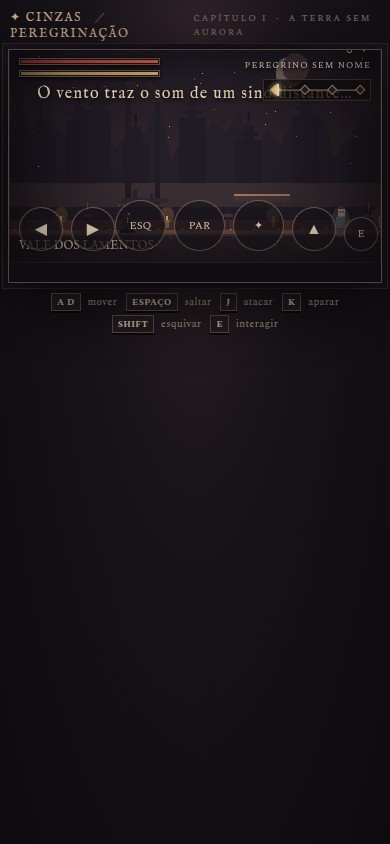 ✦ CINZAS ⟋ PEREGRINAÇÃO
CAPÍTULO I · A TERRA SEM AURORA
PEREGRINO SEM NOME
O vento traz o som de um sino distante...
ESQ
PAR
E
VALE DOS LAMENTOS
A D mover ESPAÇO saltar J atacar K aparar
SHIFT esquivar E interagir